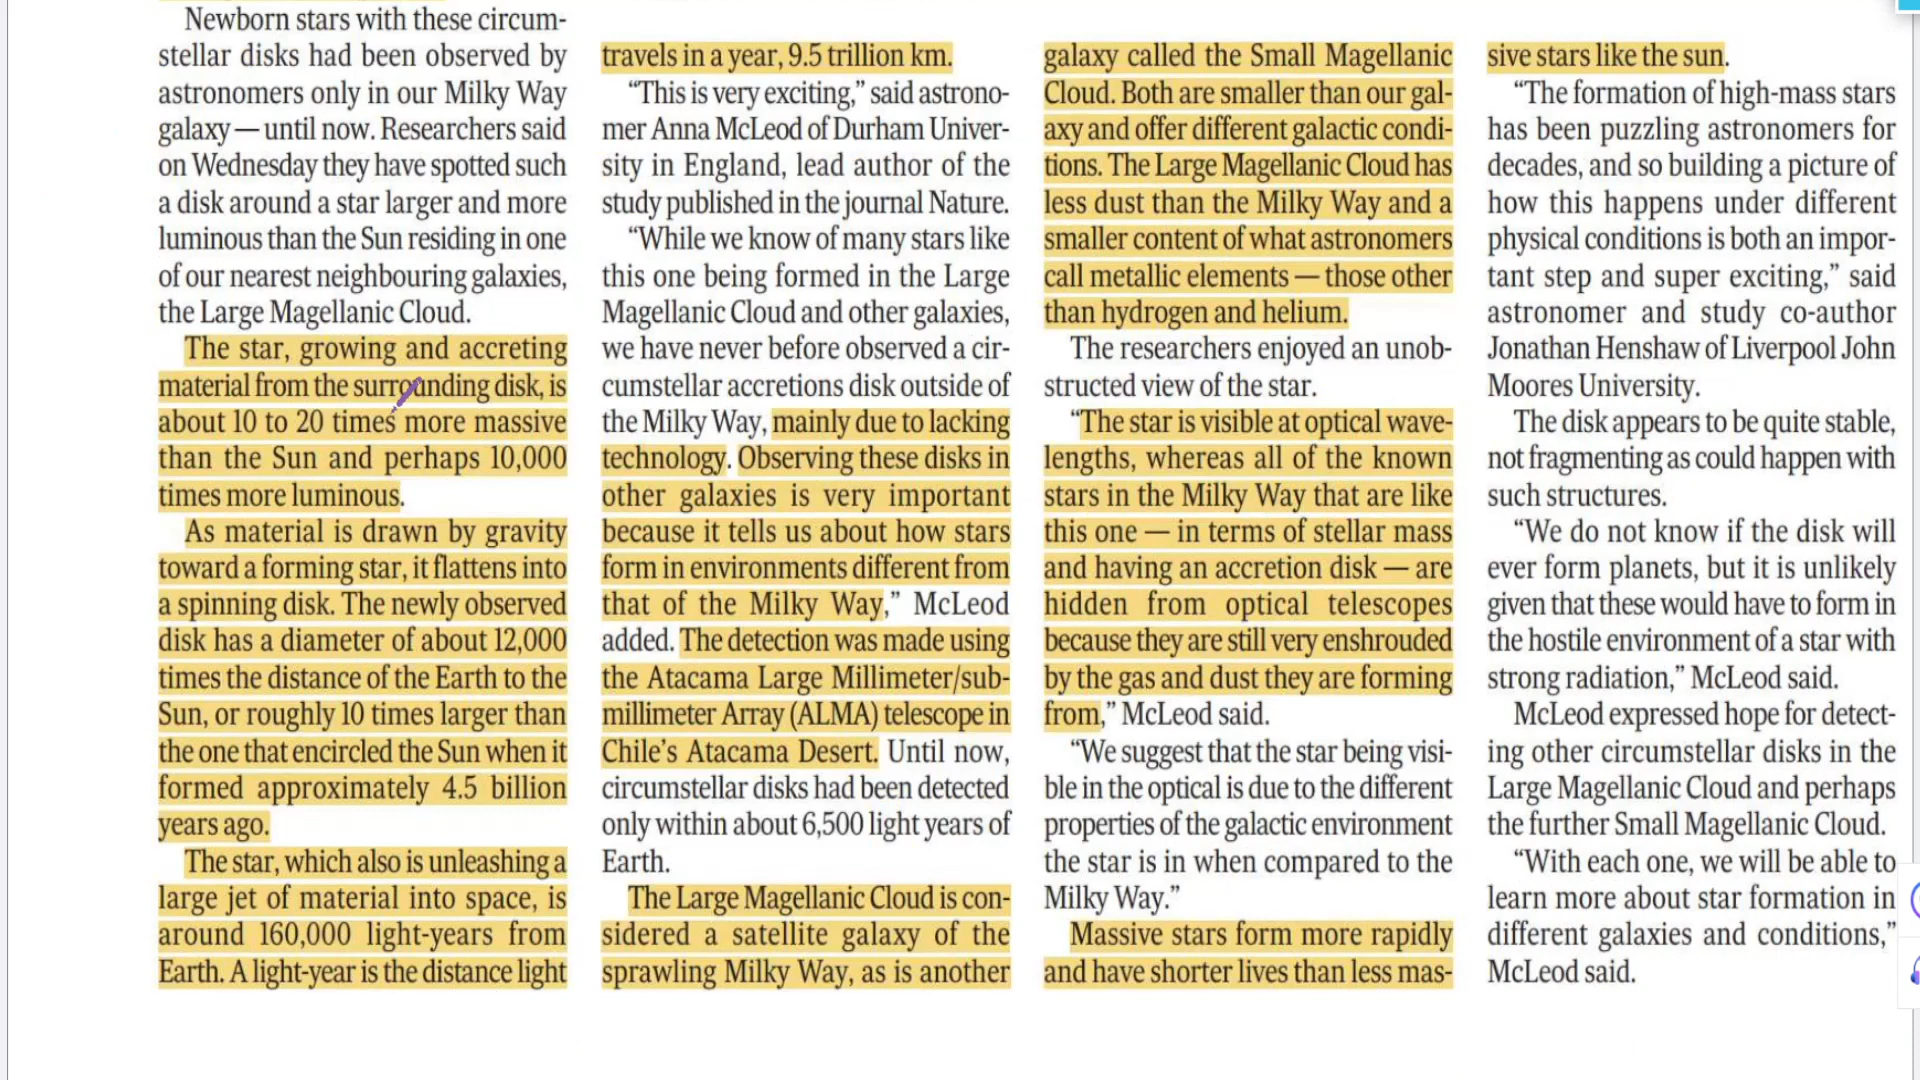 Newborn stars with these circum-
stellar disks had been observed by
astronomers only in our Milky Way
galaxy — until now. Researchers said
on Wednesday they have spotted such
a disk around a star larger and more
luminous than the Sun residing in one
of our nearest neighbouring galaxies,
the Large Magellanic Cloud.
The star, growing and accreting
material from the surrounding disk, is
about 10 to 20 times more massive
than the Sun and perhaps 10,000
times more luminous.
As material is drawn by gravity
toward a forming star, it flattens into
a spinning disk. The newly observed
disk has a diameter of about 12,000
times the distance of the Earth to the
Sun, or roughly 10 times larger than
the one that encircled the Sun when it
formed approximately 4.5 billion
years ago.
The star, which also is unleashing a
large jet of material into space, is
around 160,000 light-years from
Earth. A light-year is the distance light
travels in a year, 9.5 trillion km.
“This is very exciting,” said astrono-
mer Anna McLeod of Durham Univer-
sity in England, lead author of the
study published in the journal Nature.
“While we know of many stars like
this one being formed in the Large
Magellanic Cloud and other galaxies,
we have never before observed a cir-
cumstellar accretions disk outside of
the Milky Way, mainly due to lacking
technology. Observing these disks in
other galaxies is very important
because it tells us about how stars
form in environments different from
that of the Milky Way,” McLeod
added. The detection was made using
the Atacama Large Millimeter/sub-
millimeter Array (ALMA) telescope in
Chile’s Atacama Desert. Until now,
circumstellar disks had been detected
only within about 6,500 light years of
Earth.
The Large Magellanic Cloud is con-
sidered a satellite galaxy of the
sprawling Milky Way, as is another
galaxy called the Small Magellanic
Cloud. Both are smaller than our gal-
axy and offer different galactic condi-
tions. The Large Magellanic Cloud has
less dust than the Milky Way and a
smaller content of what astronomers
call metallic elements — those other
than hydrogen and helium.
The researchers enjoyed an unob-
structed view of the star.
“The star is visible at optical wave-
lengths, whereas all of the known
stars in the Milky Way that are like
this one — in terms of stellar mass
and having an accretion disk — are
hidden from optical telescopes
because they are still very enshrouded
by the gas and dust they are forming
from,” McLeod said.
“We suggest that the star being visi-
ble in the optical is due to the different
properties of the galactic environment
the star is in when compared to the
Milky Way.”
Massive stars form more rapidly
and have shorter lives than less mas-
sive stars like the sun.
“The formation of high-mass stars
has been puzzling astronomers for
decades, and so building a picture of
how this happens under different
physical conditions is both an impor-
tant step and super exciting,” said
astronomer and study co-author
Jonathan Henshaw of Liverpool John
Moores University.
The disk appears to be quite stable,
not fragmenting as could happen with
such structures.
“We do not know if the disk will
ever form planets, but it is unlikely
given that these would have to form in
the hostile environment of a star with
strong radiation,” McLeod said.
McLeod expressed hope for detect-
ing other circumstellar disks in the
Large Magellanic Cloud and perhaps
the further Small Magellanic Cloud.
“With each one, we will be able to
learn more about star formation in
different galaxies and conditions,”
McLeod said.